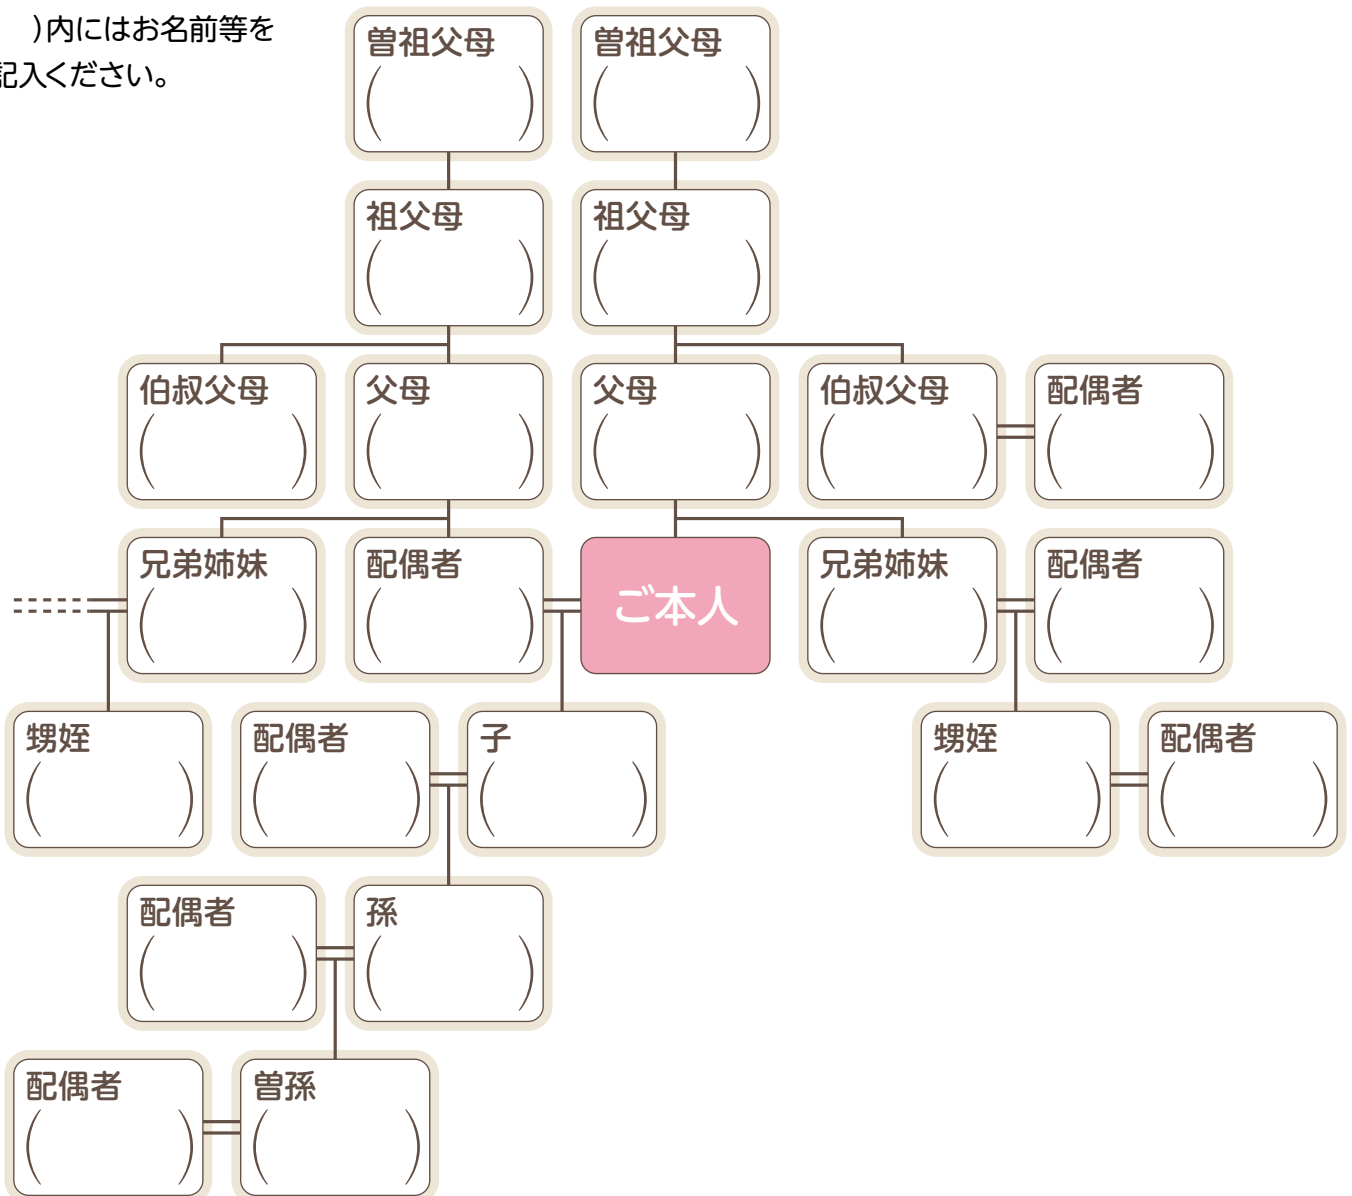 )内にはお名前等を
記入ください。
曽祖父母
( )
曽祖父母
( )
祖父母
( )
祖父母
( )
伯叔父母
( )
父母
( )
父母
( )
伯叔父母
( )
配偶者
( )
兄弟姉妹
( )
配偶者
( )
ご本人
兄弟姉妹
( )
配偶者
( )
甥姪
( )
配偶者
( )
子
( )
甥姪
( )
配偶者
( )
配偶者
( )
孫
( )
配偶者
( )
曽孫
( )